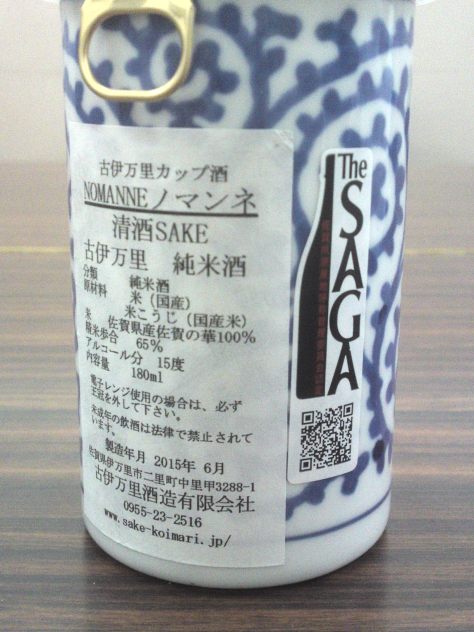 古伊万里カップ酒
NOMANNEノマンネ
清酒SAKE
古伊万里 純米酒
分類 純米酒
原材料 米（国産）
米こうじ（国産米）
米 佐賀県産佐賀の華100%
精米歩合 65%
アルコール分 15度
内容量 180ml
電子レンジ使用の場合は、必ず
王冠を外して下さい。
未成年の飲酒は法律で禁止されて
います。
製造年月 2015年 6月
佐賀県伊万里市二里町中里甲3288-1
古伊万里酒造有限会社
0955-23-2516
www.sake-koimari.jp/
The
SAGA